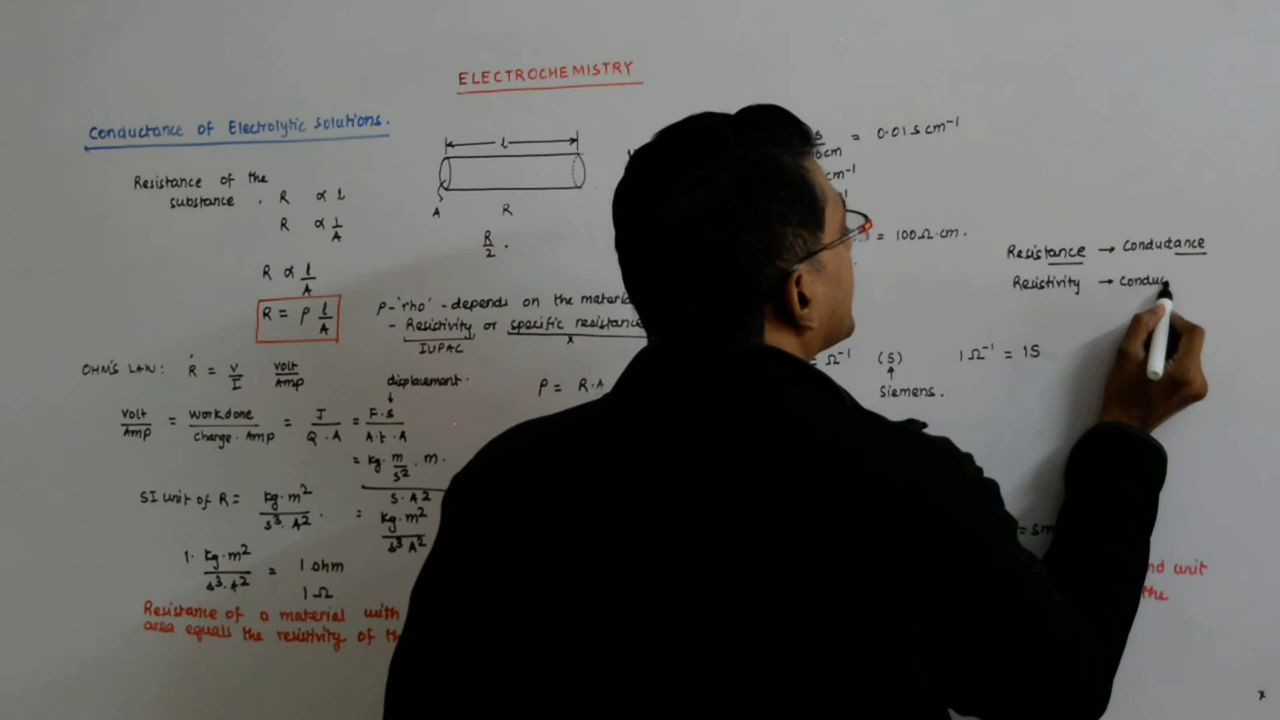 ELECTROCHEMISTRY
Conductance of Electrolytic Solutions.
Resistance of the
substance . R ∝ l
R ∝ 1/A
R ∝ l/A
R = ρ l/A
l
A
R
R/2 .
ρ - 'rho' - depends on the materia
- Resistivity or specific resistance
IUPAC
x
OHM'S LAW: R = V/I volt/Amp
displacement.
↓
volt/Amp = workdone/charge. Amp = J/Q.A = F.s/A.t.A
= kg. m/s². m.
s. A²
SI unit of R = kg.m²/s³.A² . = kg.m²/s³A²
1. kg.m²/s³.A² = 1 ohm
1 Ω
Resistance of a material with
area equals the resistivity of th
ρ = R.A
s = 0.01 s cm⁻¹
cm
cm⁻¹
= 100Ω.cm.
= Ω⁻¹ (S) 1 Ω⁻¹ = 1S
↑
Siemens.
Resistance → Conductance
Resistivity → Conduc
= sm
nd unit
the
x